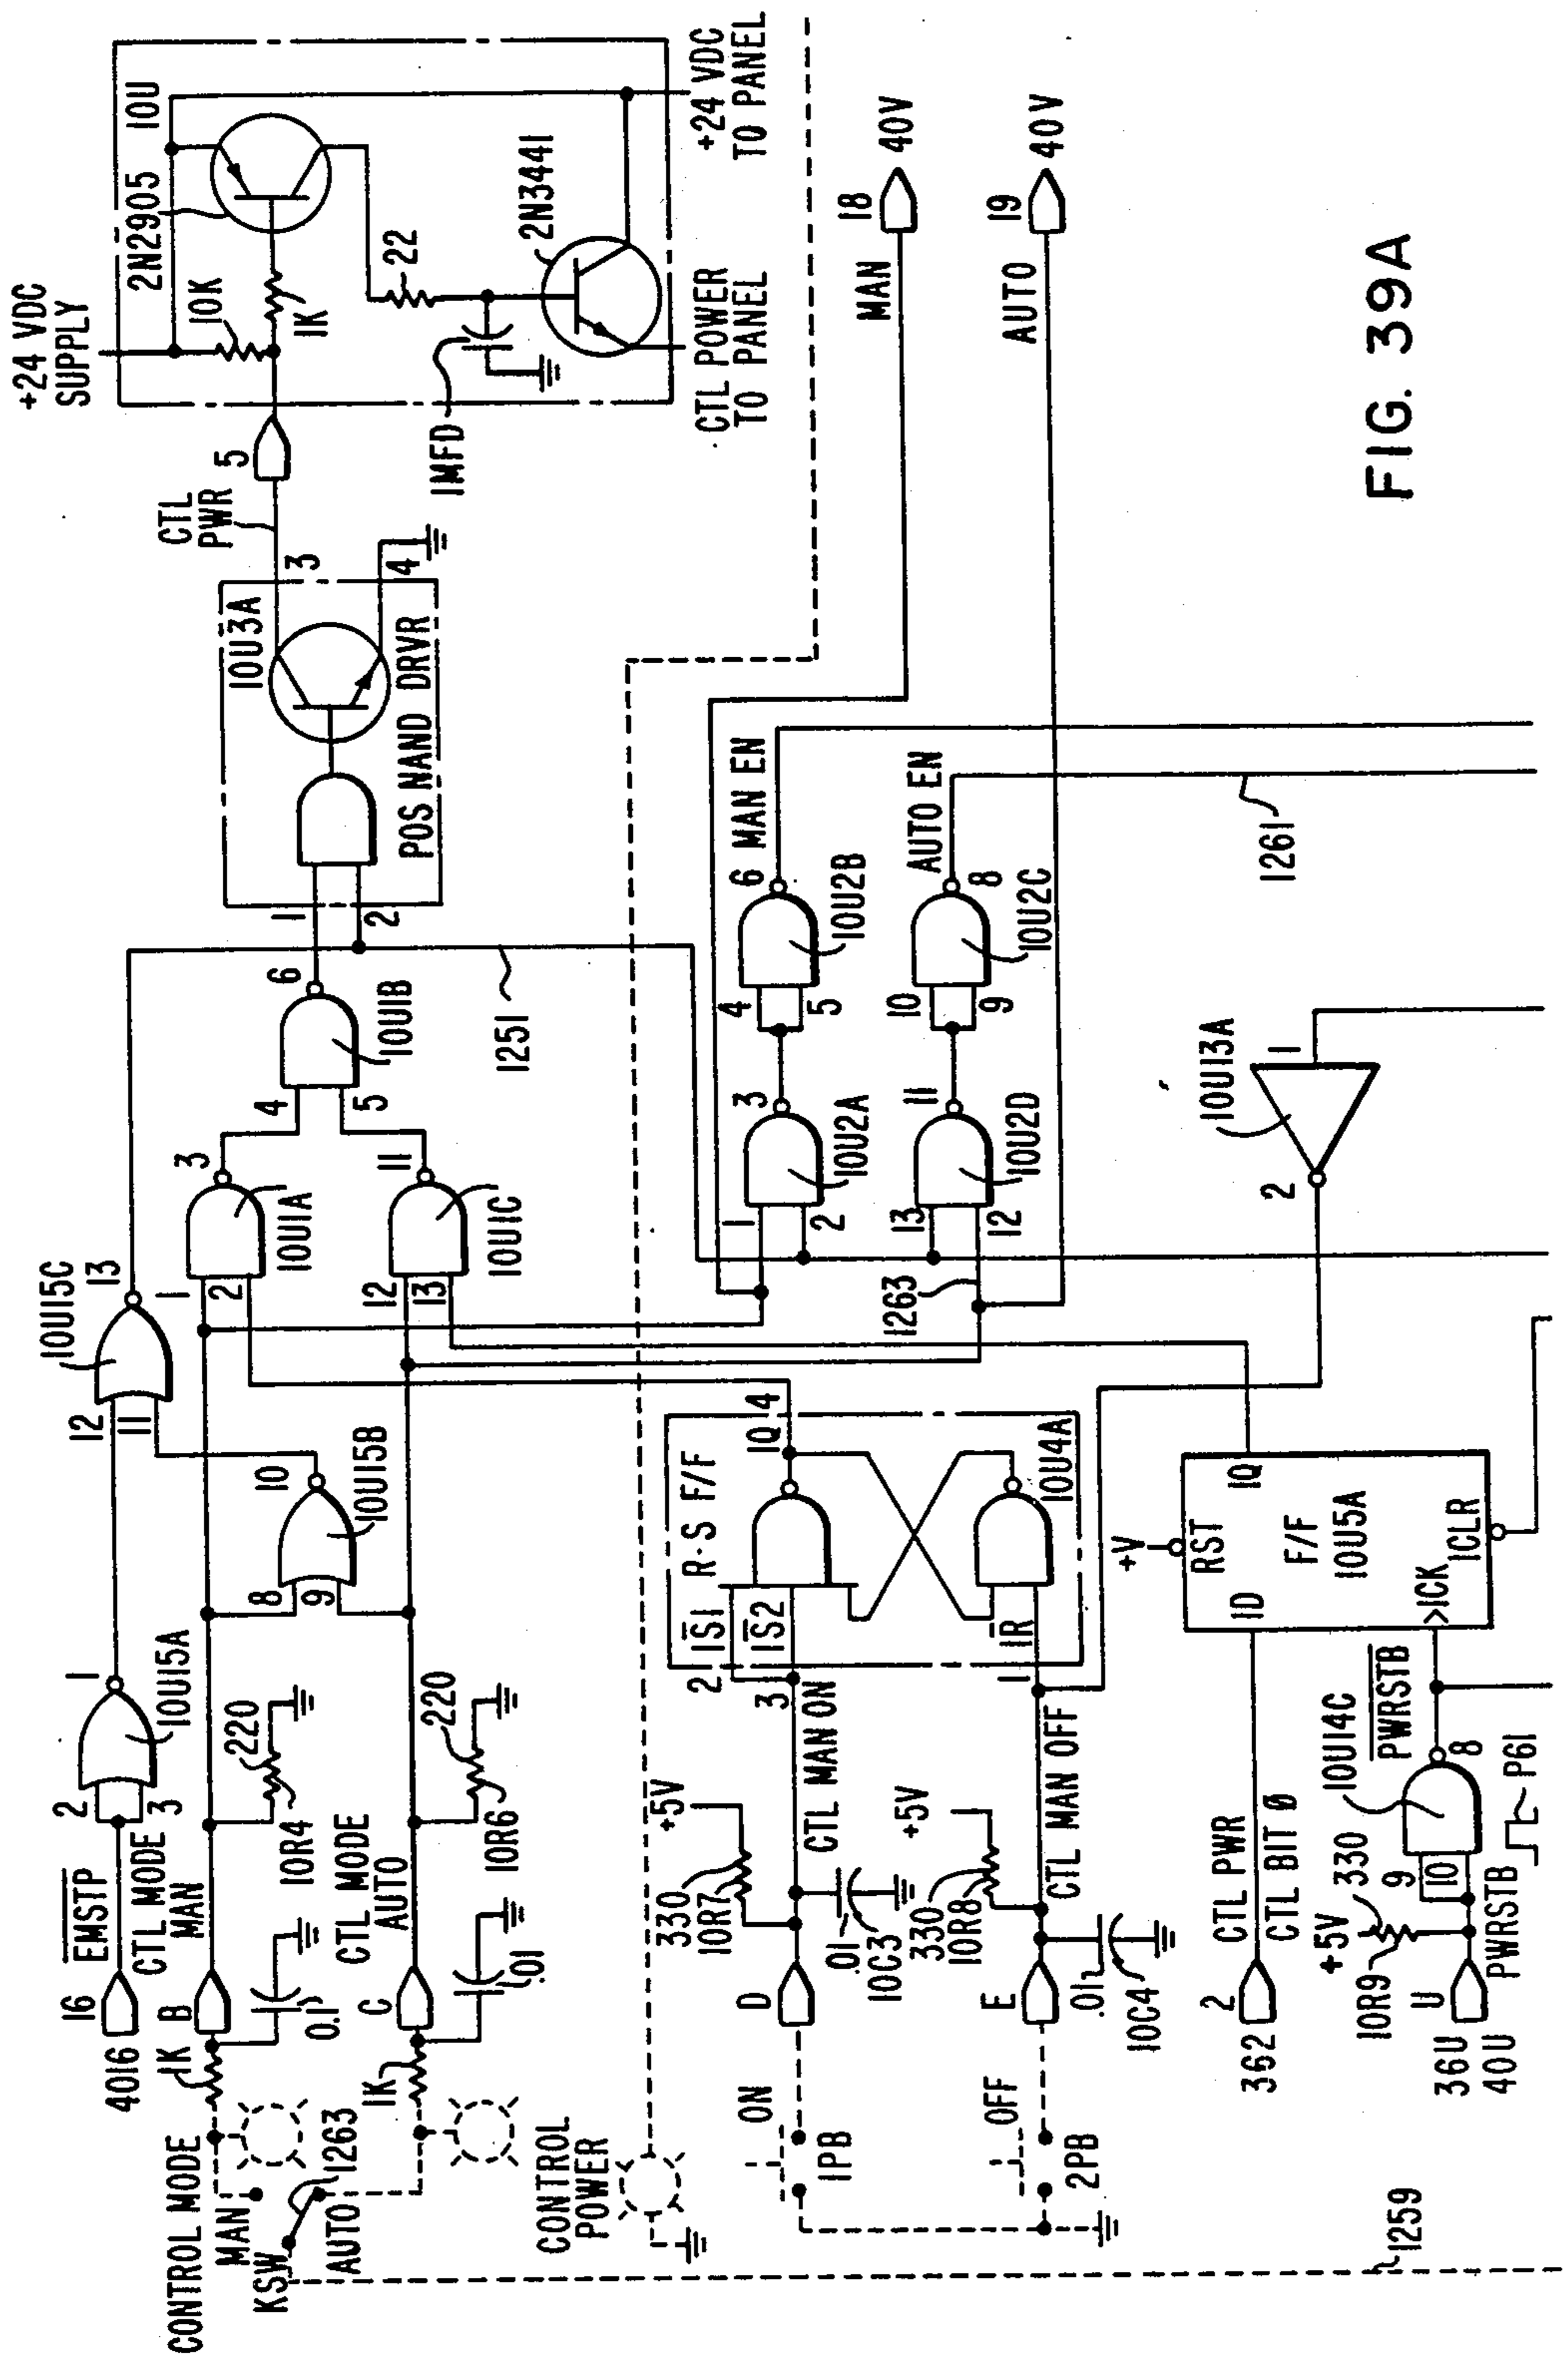 +24 VDC
SUPPLY
10U
2N2905
10K
1K
22
2N3441
1MFD
CTL POWER
TO PANEL
+24 VDC
TO PANEL
5
CTL
PWR
3
4
10U3A
POS NAND DRVR
1
2
10U15C
13
12
11
10U1A
1
2
3
10U1B
4
5
6
10U1C
12
13
11
1251
10U15A
1
2
3
10U15B
10
8
9
4016
16
EMSTP
CTL MODE
MAN
B
1K
0.1
220
10R4
CTL MODE
AUTO
C
1K
.01
220
10R6
CONTROL MODE
MAN
KSW
AUTO
1263
CONTROL
POWER
MAN
18
40V
AUTO
19
40V
6 MAN EN
10U2B
4
5
3
10U2A
1
2
AUTO EN
8
10U2C
10
9
11
10U2D
13
12
1263
1261
10U13A
1
2
R-S F/F
1Q
4
1S1
1S2
1R
2
3
1
10U4A
ON
1PB
D
+5V
330
10R7
CTL MAN ON
.01
10C3
OFF
2PB
E
+5V
330
10R8
CTL MAN OFF
.01
10C4
+V
RST
1D
1Q
F/F
10U5A
>1CK
1CLR
362
2
CTL PWR
CTL BIT Ø
10U14C
PWRSTB
8
9
10
+5V
330
10R9
36U
40U
U
PWRSTB
P61
1259
FIG. 39A